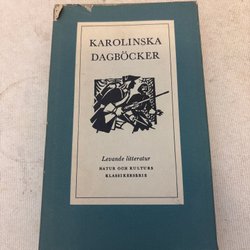 KAROLINSKA
DAGBÖCKER
Levande litteratur
NATUR OCH KULTURS
KLASSIKERSERIE